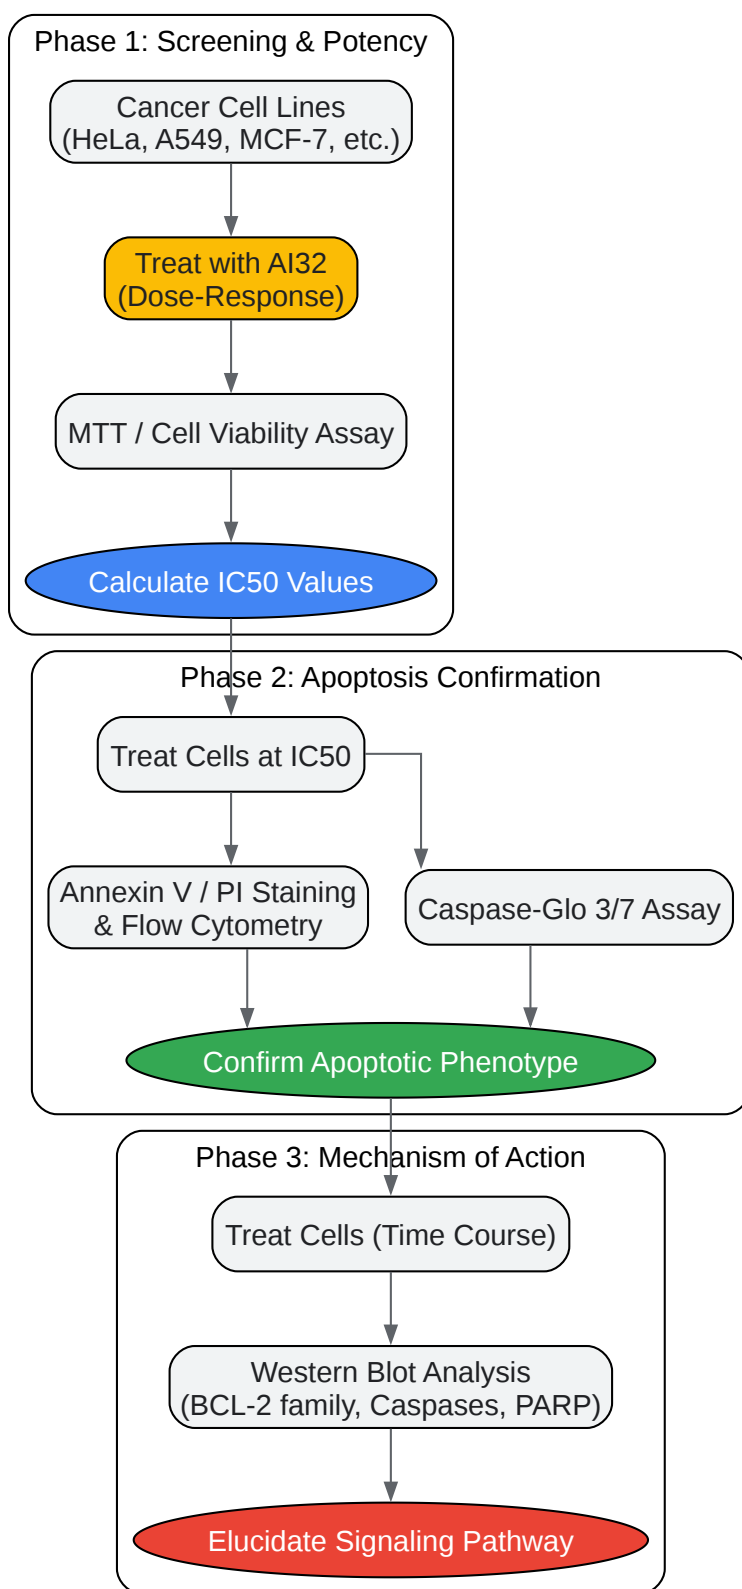 Phase 1: Screening & Potency
Cancer Cell Lines
(HeLa, A549, MCF-7, etc.)
Treat with AI32
(Dose-Response)
MTT / Cell Viability Assay
Calculate IC50 Values
Phase 2: Apoptosis Confirmation
Treat Cells at IC50
Annexin V / PI Staining
& Flow Cytometry
Caspase-Glo 3/7 Assay
Confirm Apoptotic Phenotype
Phase 3: Mechanism of Action
Treat Cells (Time Course)
Western Blot Analysis
(BCL-2 family, Caspases, PARP)
Elucidate Signaling Pathway